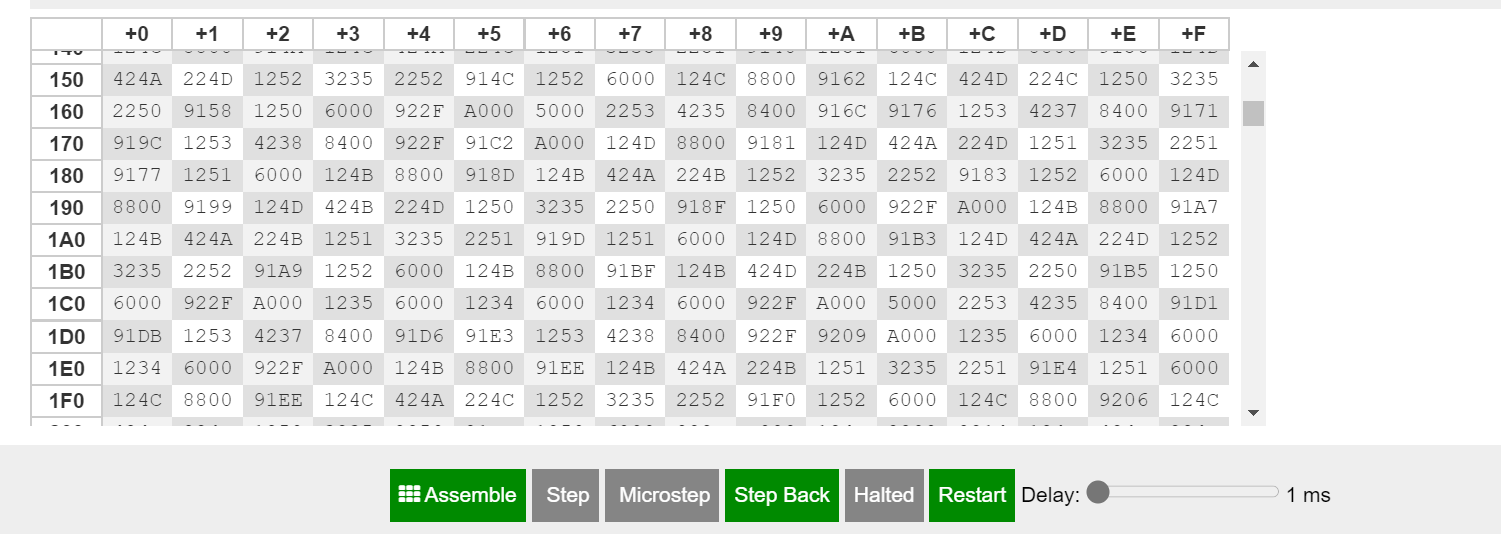 +0 +1 +2 +3 +4 +5 +6 +7 +8 +9 +A +B +C +D +E +F
150 424A 224D 1252 3235 2252 914C 1252 6000 124C 8800 9162 124C 424D 224C 1250 3235
160 2250 9158 1250 6000 922F A000 5000 2253 4235 8400 916C 9176 1253 4237 8400 9171
170 919C 1253 4238 8400 922F 91C2 A000 124D 8800 9181 124D 424A 224D 1251 3235 2251
180 9177 1251 6000 124B 8800 918D 124B 424A 224B 1252 3235 2252 9183 1252 6000 124D
190 8800 9199 124D 424B 224D 1250 3235 2250 918F 1250 6000 922F A000 124B 8800 91A7
1A0 124B 424A 224B 1251 3235 2251 919D 1251 6000 124D 8800 91B3 124D 424A 224D 1252
1B0 3235 2252 91A9 1252 6000 124B 8800 91BF 124B 424D 224B 1250 3235 2250 91B5 1250
1C0 6000 922F A000 1235 6000 1234 6000 1234 6000 922F A000 5000 2253 4235 8400 91D1
1D0 91DB 1253 4237 8400 91D6 91E3 1253 4238 8400 922F 9209 A000 1235 6000 1234 6000
1E0 1234 6000 922F A000 124B 8800 91EE 124B 424A 224B 1251 3235 2251 91E4 1251 6000
1F0 124C 8800 91EE 124C 424A 224C 1252 3235 2252 91F0 1252 6000 124C 8800 9206 124C
Assemble Step Microstep Step Back Halted Restart Delay: 1 ms